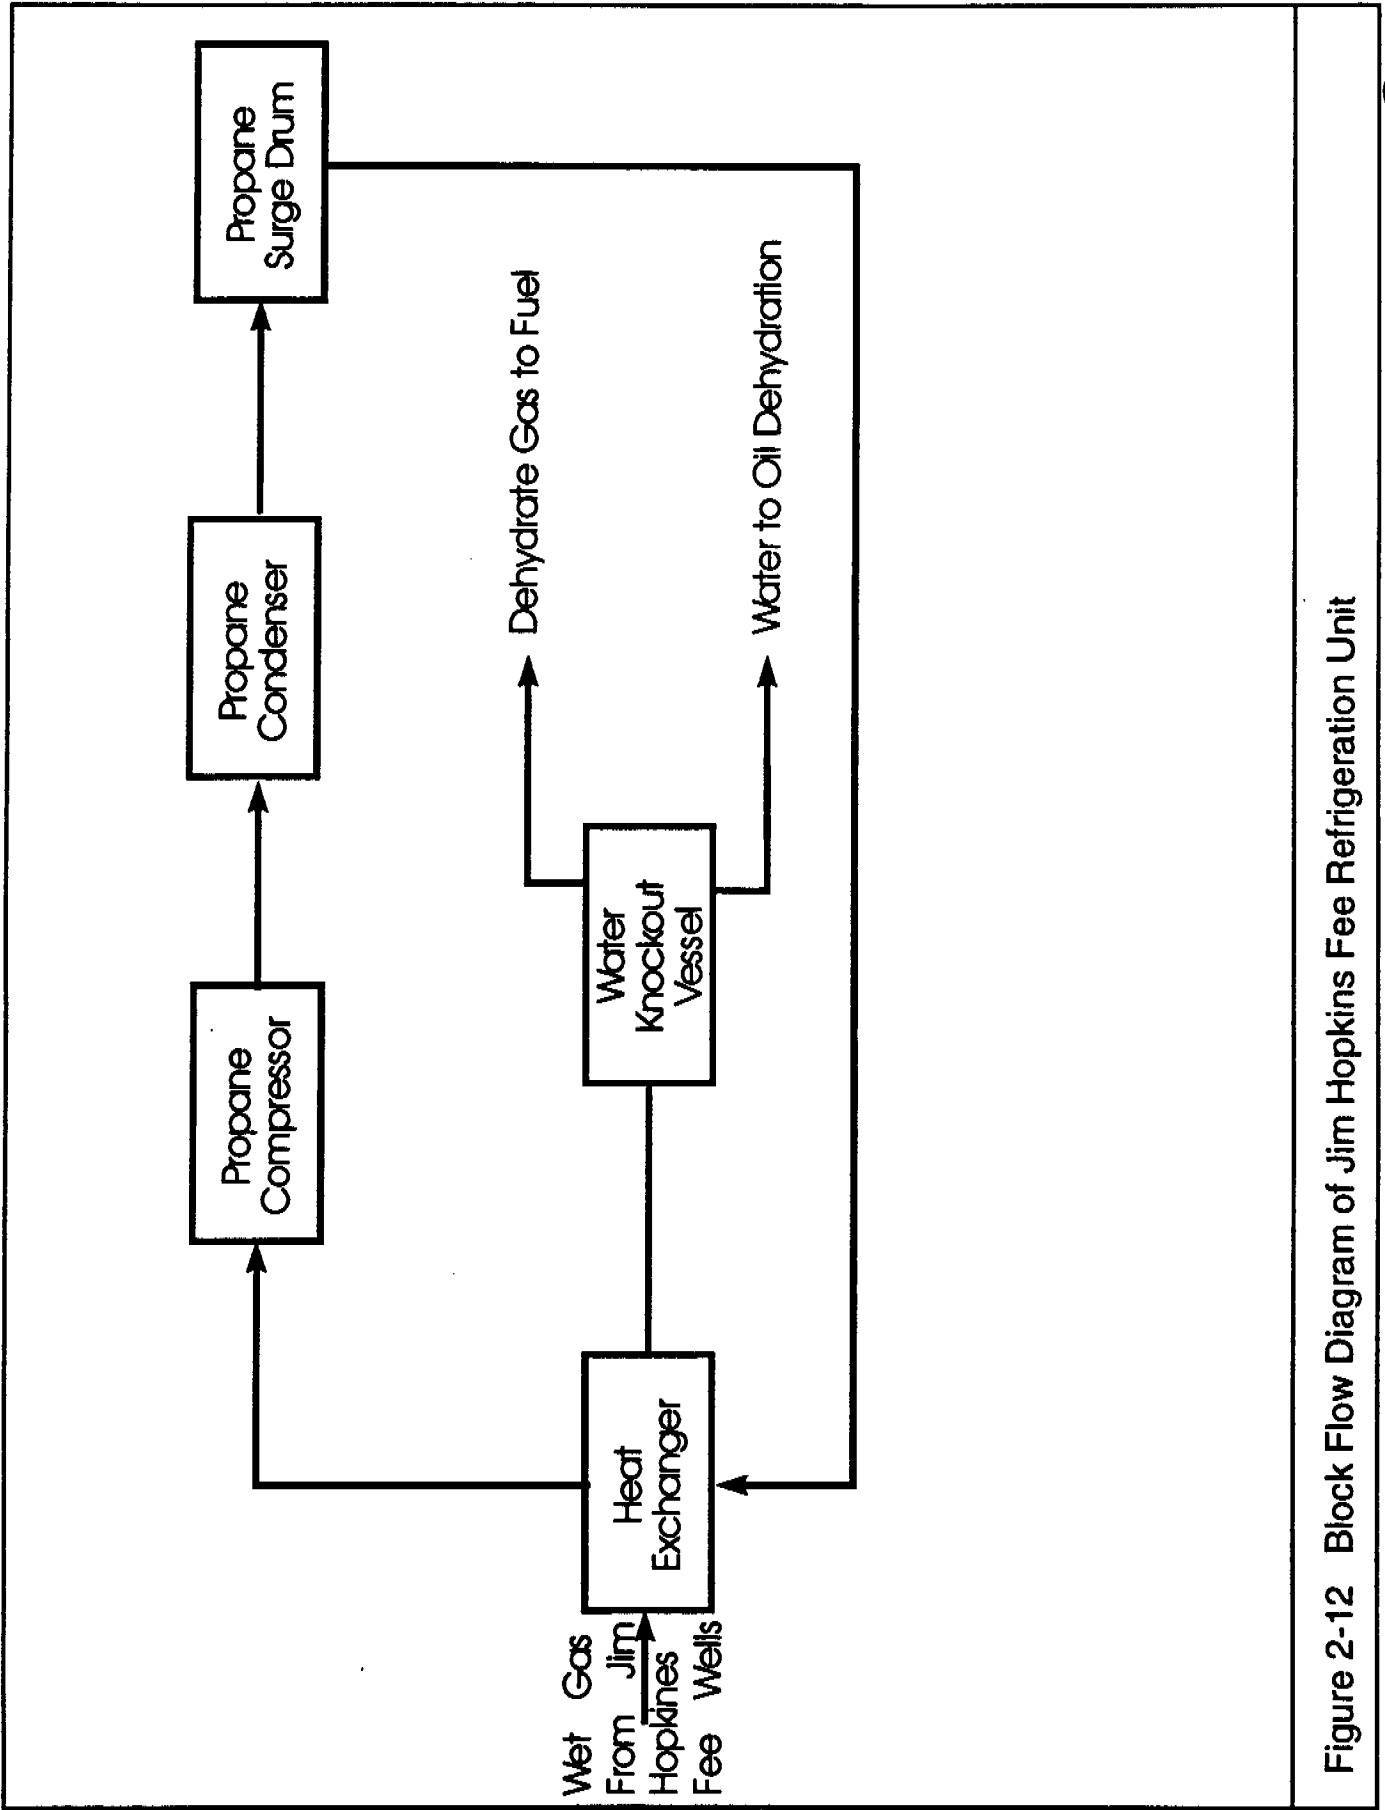 Propane
Compressor
Propane
Condenser
Propane
Surge Drum
Dehydrate Gas to Fuel
Wet Gas
From Jim
Hopkines
Fee Wells
Heat
Exchanger
Water
Knockout
Vessel
Water to Oil Dehydration
Figure 2-12 Block Flow Diagram of Jim Hopkins Fee Refrigeration Unit